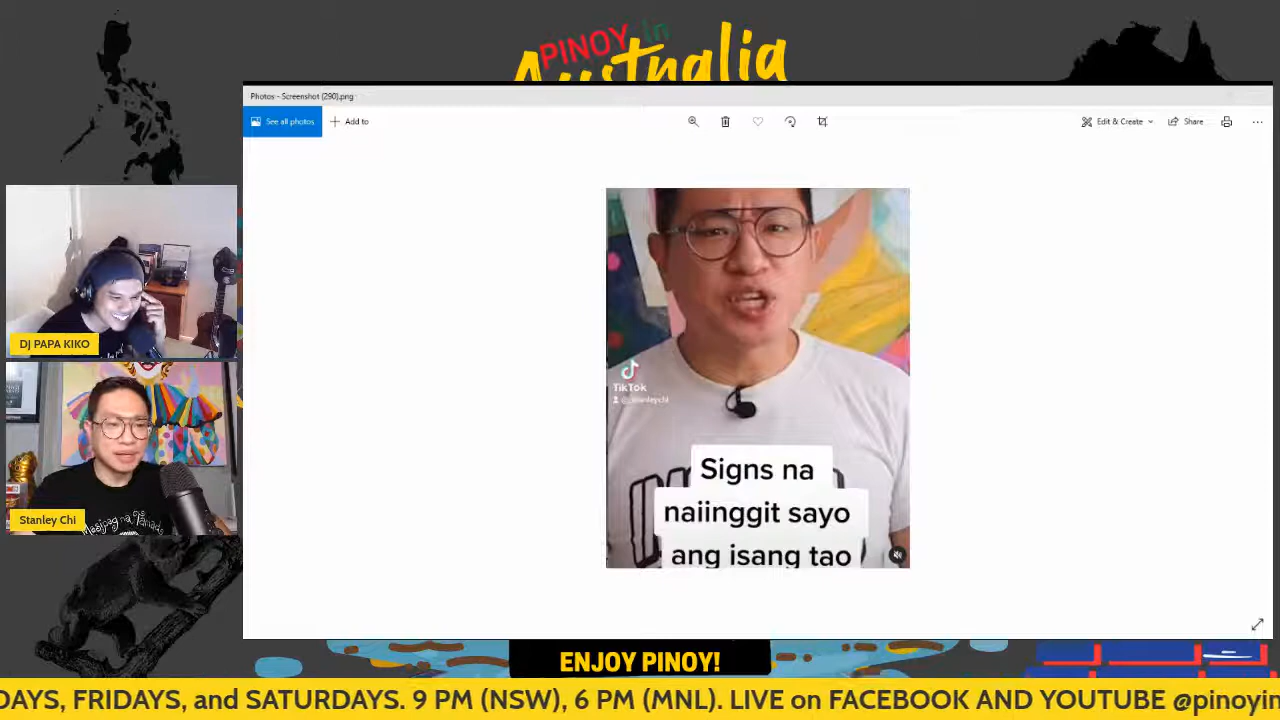 PINOY in
Australia
Photos - Screenshot (290).png
See all photos
Add to
Edit & Create
Share
DJ PAPA KIKO
Stanley Chi
TikTok
Signs na
naiinggit sayo
ang isang tao
ENJOY PINOY!
DAYS, FRIDAYS, and SATURDAYS. 9 PM (NSW), 6 PM (MNL). LIVE on FACEBOOK AND YOUTUBE @pinoyin